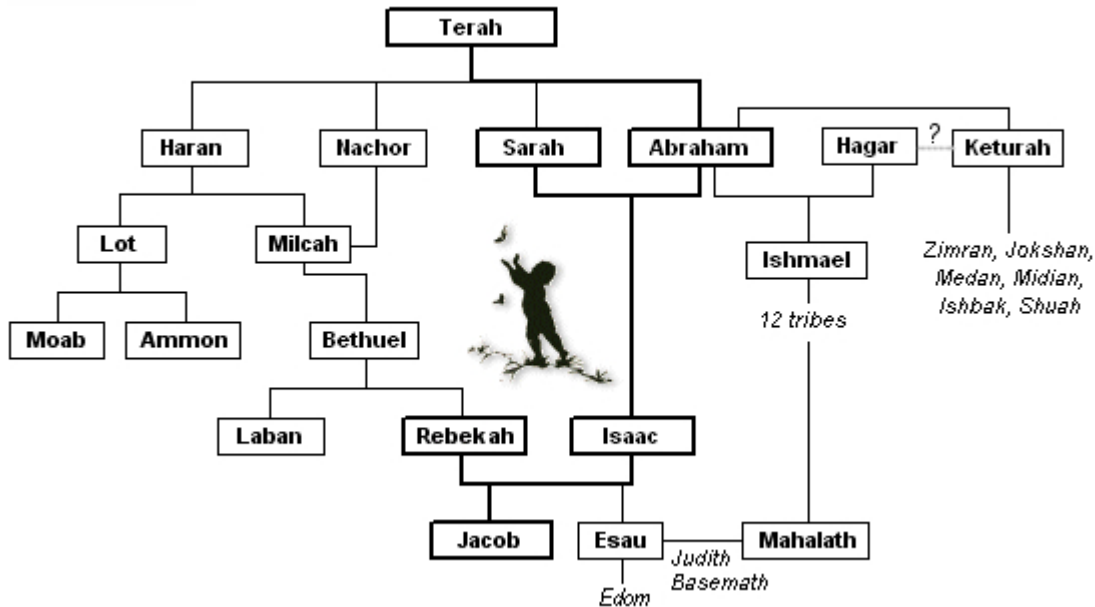 Terah
Haran
Nachor
Sarah
Abraham
Hagar
?
Keturah
Lot
Milcah
Ishmael
Zimran, Jokshan,
Medan, Midian,
Ishbak, Shuah
12 tribes
Moab
Ammon
Bethuel
Laban
Rebekah
Isaac
Jacob
Esau
Judith
Basemath
Mahalath
Edom